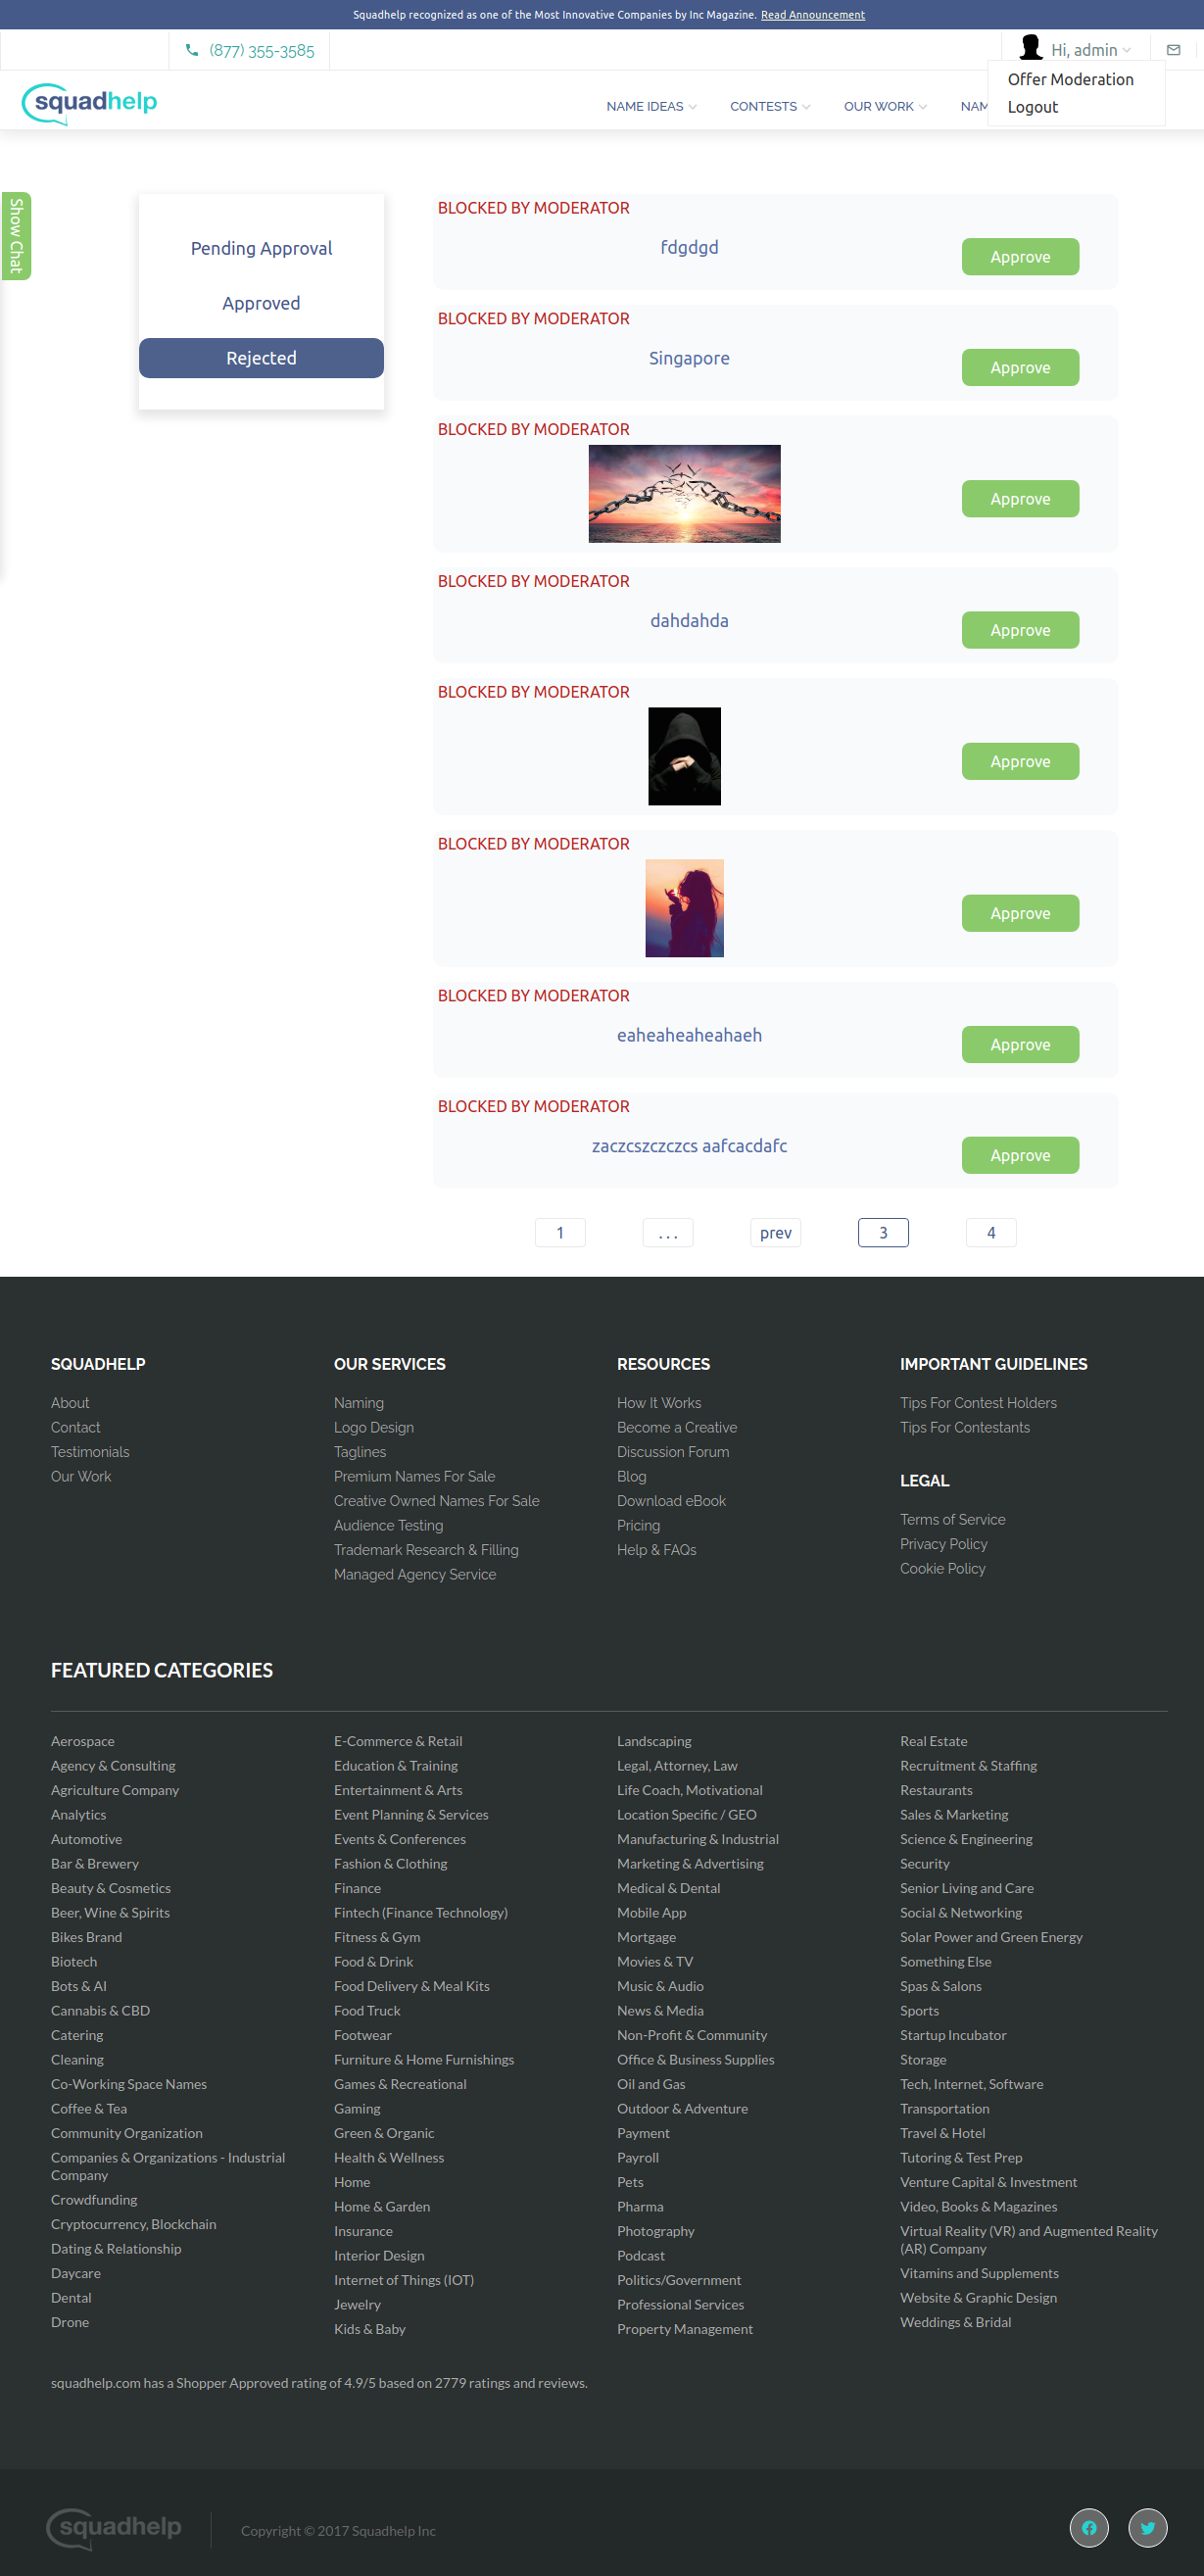 Squadhelp recognized as one of the Most Innovative Companies by Inc Magazine. Read Announcement
(877) 355-3585
Hi, admin
Offer Moderation
Logout
squadhelp
NAME IDEAS
CONTESTS
OUR WORK
NAM
Show Chat
Pending Approval
Approved
Rejected
BLOCKED BY MODERATOR
fdgdgd
Approve
BLOCKED BY MODERATOR
Singapore
Approve
BLOCKED BY MODERATOR
Approve
BLOCKED BY MODERATOR
dahdahda
Approve
BLOCKED BY MODERATOR
Approve
BLOCKED BY MODERATOR
Approve
BLOCKED BY MODERATOR
eaheaheaheahaeh
Approve
BLOCKED BY MODERATOR
zaczcszczczcs aafcacdafc
Approve
1
. . .
prev
3
4
SQUADHELP
About
Contact
Testimonials
Our Work
OUR SERVICES
Naming
Logo Design
Taglines
Premium Names For Sale
Creative Owned Names For Sale
Audience Testing
Trademark Research & Filling
Managed Agency Service
RESOURCES
How It Works
Become a Creative
Discussion Forum
Blog
Download eBook
Pricing
Help & FAQs
IMPORTANT GUIDELINES
Tips For Contest Holders
Tips For Contestants
LEGAL
Terms of Service
Privacy Policy
Cookie Policy
FEATURED CATEGORIES
Aerospace
Agency & Consulting
Agriculture Company
Analytics
Automotive
Bar & Brewery
Beauty & Cosmetics
Beer, Wine & Spirits
Bikes Brand
Biotech
Bots & AI
Cannabis & CBD
Catering
Cleaning
Co-Working Space Names
Coffee & Tea
Community Organization
Companies & Organizations - Industrial
Company
Crowdfunding
Cryptocurrency, Blockchain
Dating & Relationship
Daycare
Dental
Drone
E-Commerce & Retail
Education & Training
Entertainment & Arts
Event Planning & Services
Events & Conferences
Fashion & Clothing
Finance
Fintech (Finance Technology)
Fitness & Gym
Food & Drink
Food Delivery & Meal Kits
Food Truck
Footwear
Furniture & Home Furnishings
Games & Recreational
Gaming
Green & Organic
Health & Wellness
Home
Home & Garden
Insurance
Interior Design
Internet of Things (IOT)
Jewelry
Kids & Baby
Landscaping
Legal, Attorney, Law
Life Coach, Motivational
Location Specific / GEO
Manufacturing & Industrial
Marketing & Advertising
Medical & Dental
Mobile App
Mortgage
Movies & TV
Music & Audio
News & Media
Non-Profit & Community
Office & Business Supplies
Oil and Gas
Outdoor & Adventure
Payment
Payroll
Pets
Pharma
Photography
Podcast
Politics/Government
Professional Services
Property Management
Real Estate
Recruitment & Staffing
Restaurants
Sales & Marketing
Science & Engineering
Security
Senior Living and Care
Social & Networking
Solar Power and Green Energy
Something Else
Spas & Salons
Sports
Startup Incubator
Storage
Tech, Internet, Software
Transportation
Travel & Hotel
Tutoring & Test Prep
Venture Capital & Investment
Video, Books & Magazines
Virtual Reality (VR) and Augmented Reality
(AR) Company
Vitamins and Supplements
Website & Graphic Design
Weddings & Bridal
squadhelp.com has a Shopper Approved rating of 4.9/5 based on 2779 ratings and reviews.
squadhelp
Copyright © 2017 Squadhelp Inc